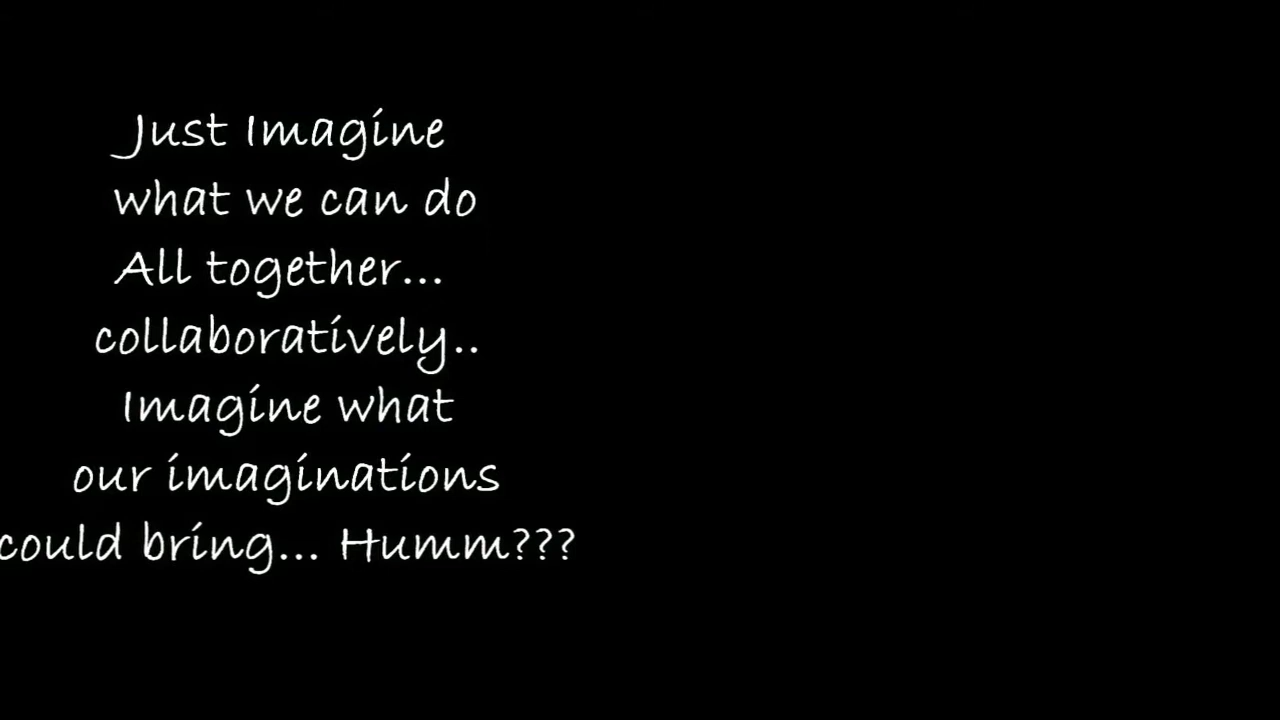 Just Imagine
what we can do
All together...
collaboratively..
Imagine what
our imaginations
could bring... Humm???